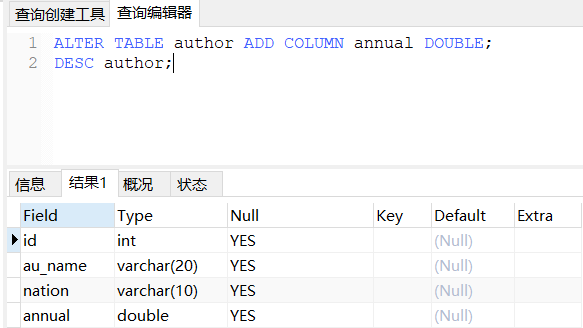 查询创建工具 查询编辑器
1 ALTER TABLE author ADD COLUMN annual DOUBLE;
2 DESC author;
信息 结果1 概况 状态
Field Type Null Key Default Extra
id int YES (Null)
au_name varchar(20) YES (Null)
nation varchar(10) YES (Null)
annual double YES (Null)